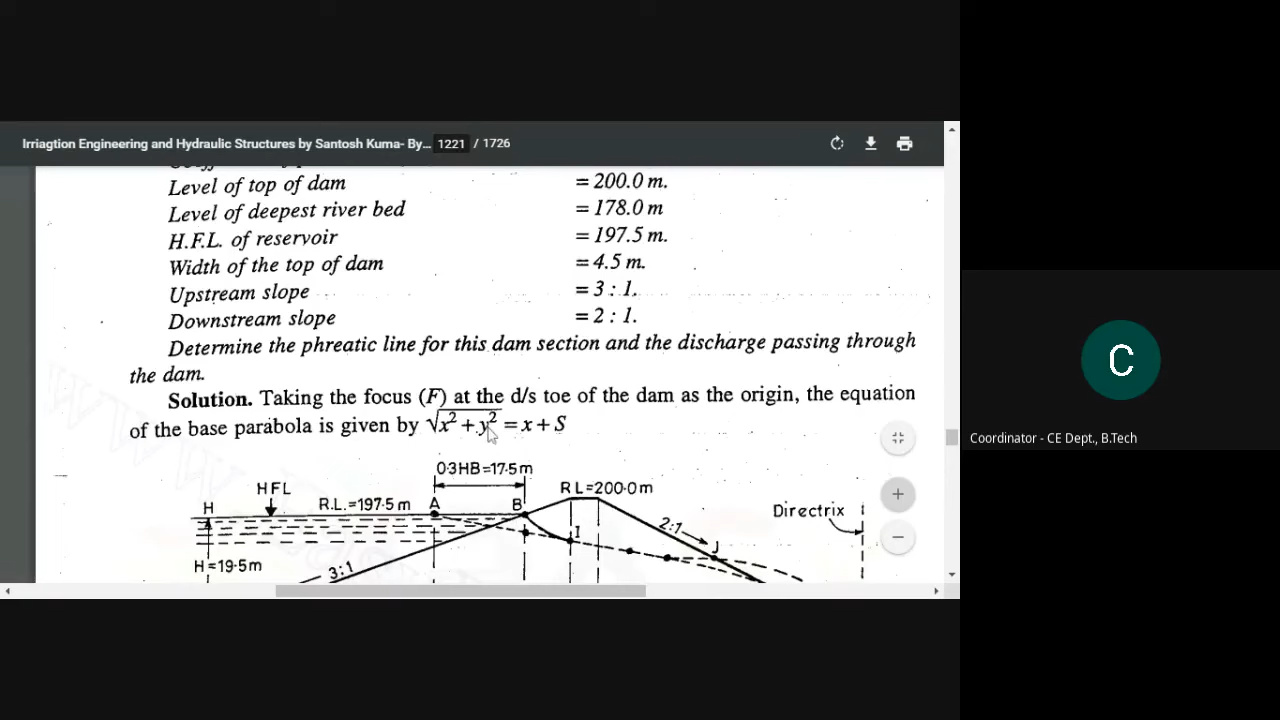 Irriagtion Engineering and Hydraulic Structures by Santosh Kuma- By... 1221 / 1726
Level of top of dam = 200.0 m.
Level of deepest river bed = 178.0 m
H.F.L. of reservoir = 197.5 m.
Width of the top of dam = 4.5 m.
Upstream slope = 3 : 1.
Downstream slope = 2 : 1.
Determine the phreatic line for this dam section and the discharge passing through
the dam.
Solution. Taking the focus (F) at the d/s toe of the dam as the origin, the equation
of the base parabola is given by √x² + y² = x + S
0·3HB=17·5m
HFL
RL=200·0m
H
R.L.=197·5 m
A
B
Directrix
2:1
I
J
H=19·5m
3:1
C
Coordinator - CE Dept., B.Tech